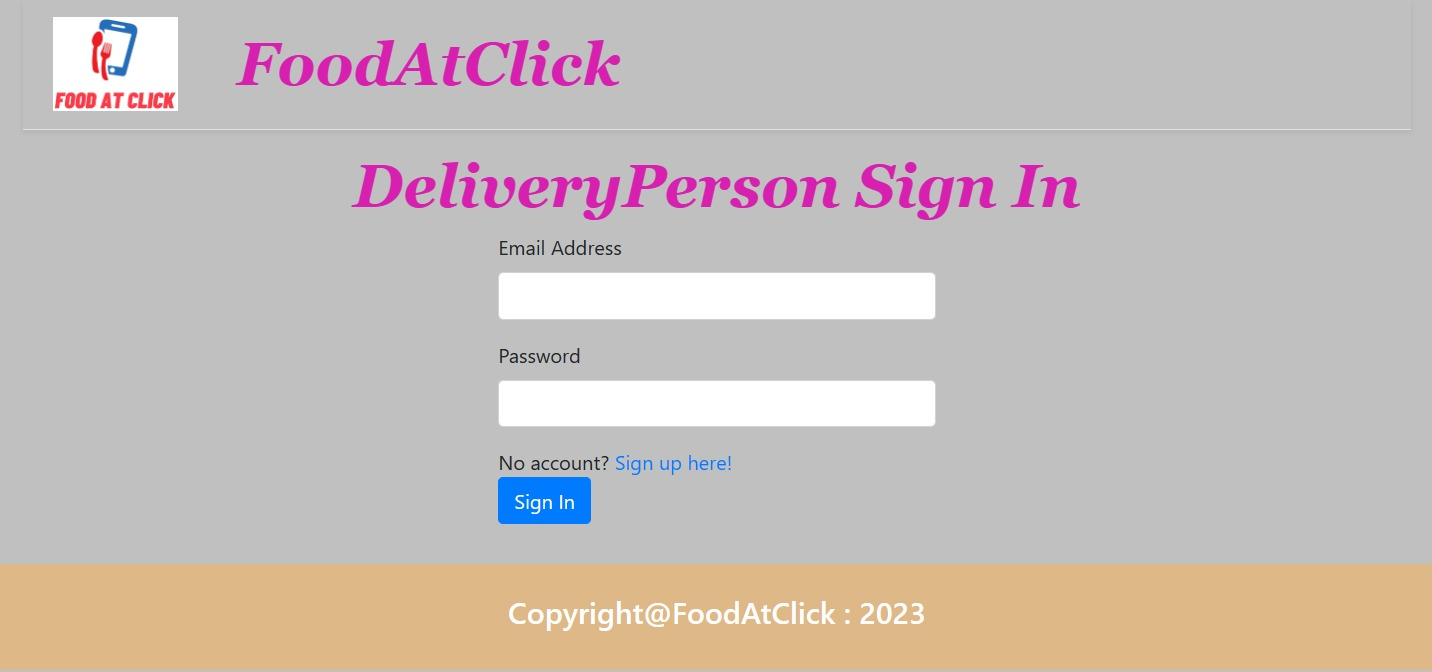 FOOD AT CLICK
FoodAtClick
DeliveryPerson Sign In
Email Address
Password
No account? Sign up here!
Sign In
Copyright@FoodAtClick : 2023